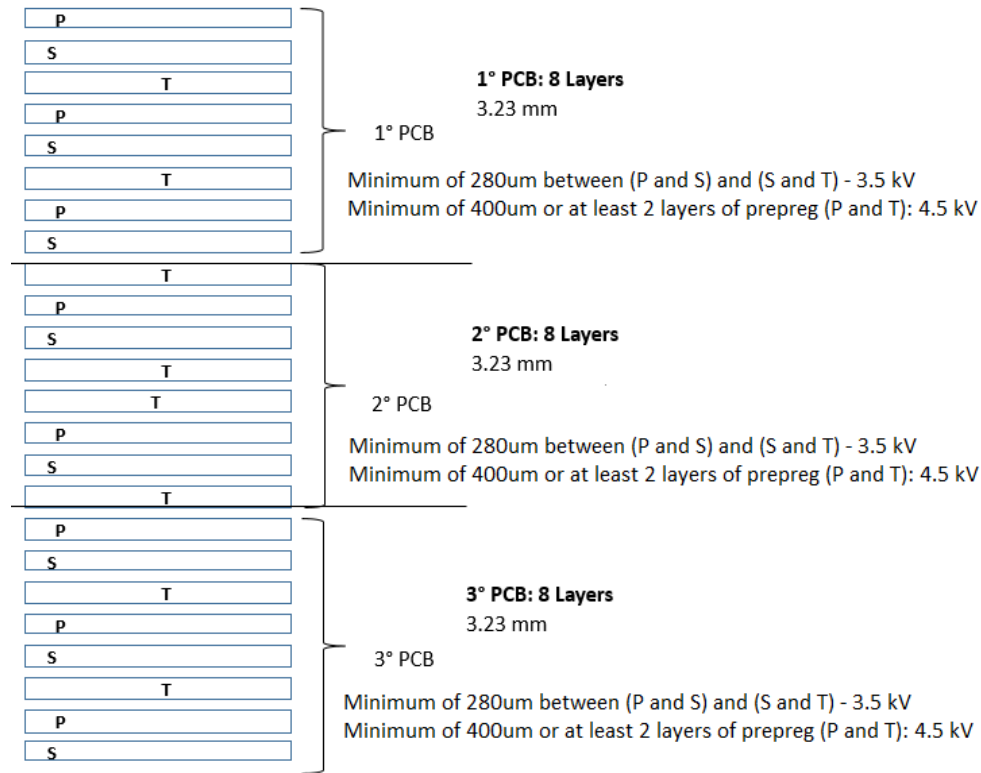 P
S
T
1° PCB: 8 Layers
3.23 mm
P
1° PCB
S
T
Minimum of 280um between (P and S) and (S and T) - 3.5 kV
P
Minimum of 400um or at least 2 layers of prepreg (P and T): 4.5 kV
S
T
P
2° PCB: 8 Layers
S
3.23 mm
T
T
2° PCB
P
Minimum of 280um between (P and S) and (S and T) - 3.5 kV
S
Minimum of 400um or at least 2 layers of prepreg (P and T): 4.5 kV
T
P
S
T
3° PCB: 8 Layers
P
3.23 mm
S
3° PCB
T
Minimum of 280um between (P and S) and (S and T) - 3.5 kV
P
Minimum of 400um or at least 2 layers of prepreg (P and T): 4.5 kV
S